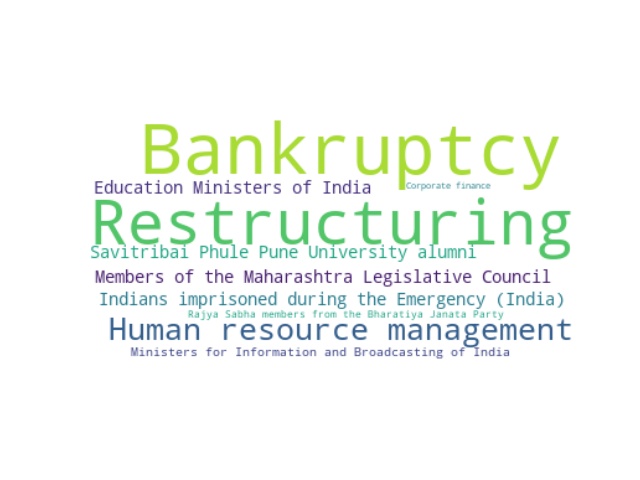 Bankruptcy
Education Ministers of India
Corporate finance
Restructuring
Savitribai Phule Pune University alumni
Members of the Maharashtra Legislative Council
Indians imprisoned during the Emergency (India)
Rajya Sabha members from the Bharatiya Janata Party
Human resource management
Ministers for Information and Broadcasting of India